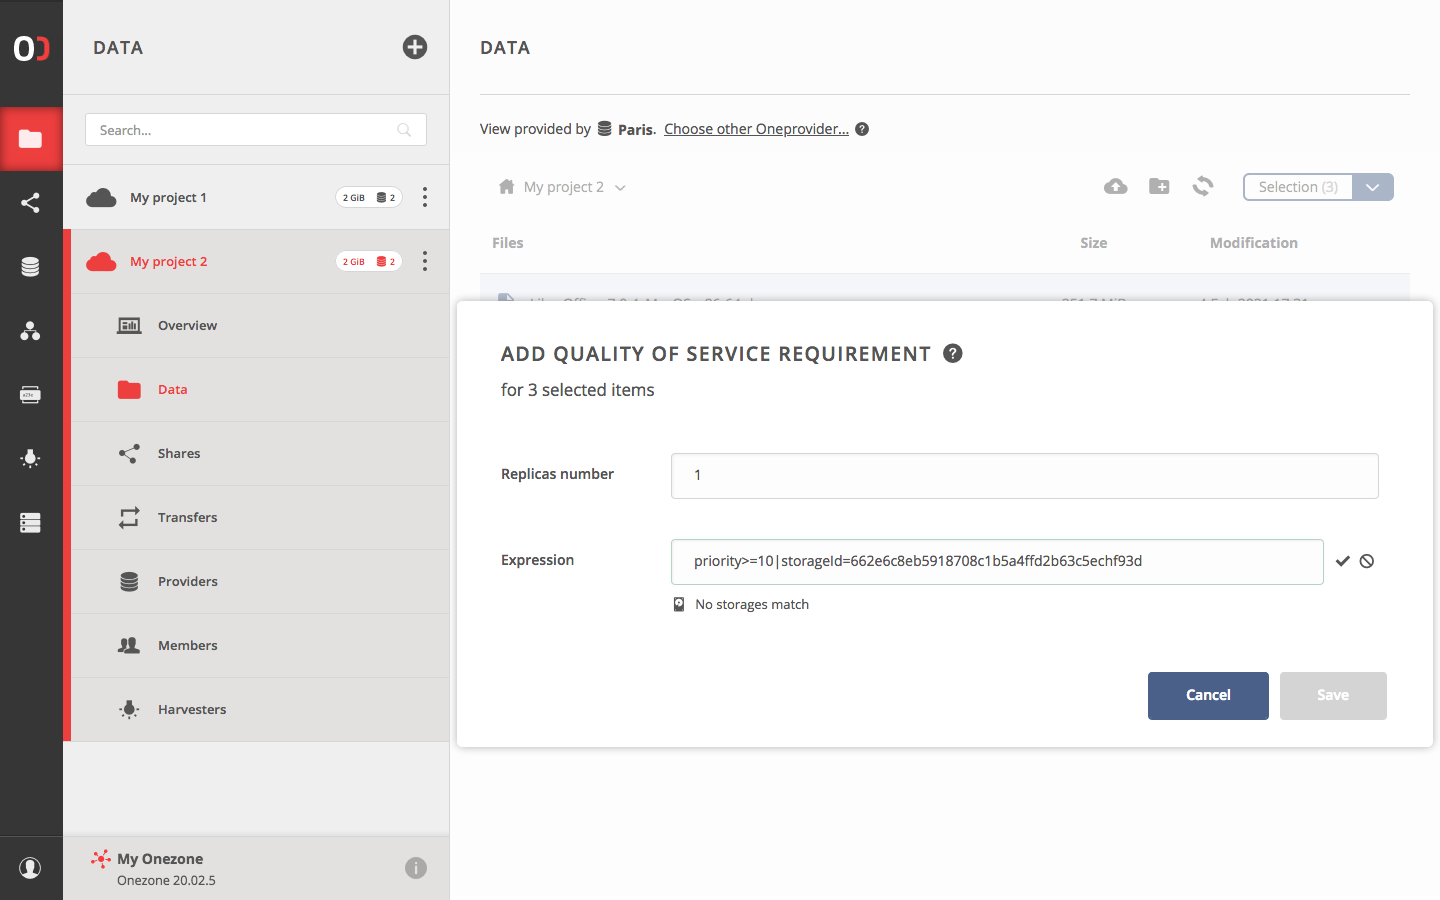 DATA
Search...
My project 1
2 GiB 2
My project 2
2 GiB 2
Overview
Data
Shares
Transfers
Providers
Members
Harvesters
My Onezone
Onezone 20.02.5
DATA
View provided by Paris. Choose other Oneprovider...
My project 2
Selection (3)
Files Size Modification
ADD QUALITY OF SERVICE REQUIREMENT
for 3 selected items
Replicas number
1
Expression
priority>=10|storageId=662e6c8eb5918708c1b5a4ffd2b63c5echf93d
No storages match
Cancel
Save